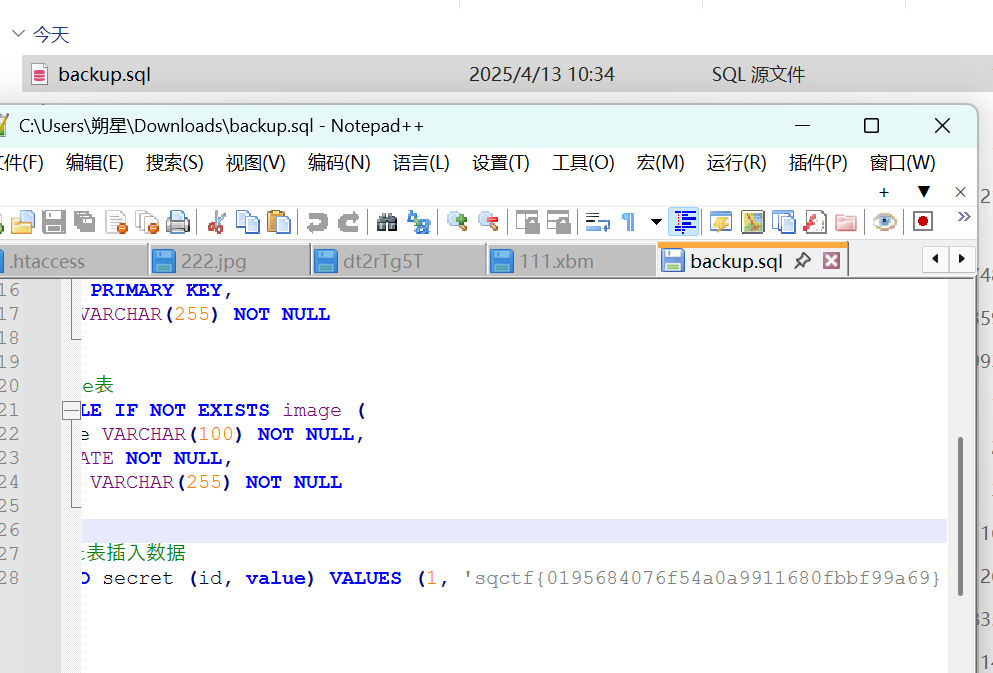 今天
backup.sql 2025/4/13 10:34 SQL 源文件
C:\Users\朔星\Downloads\backup.sql - Notepad++
件(F) 编辑(E) 搜索(S) 视图(V) 编码(N) 语言(L) 设置(T) 工具(O) 宏(M) 运行(R) 插件(P) 窗口(W)
.htaccess 222.jpg dt2rTg5T 111.xbm backup.sql
16 PRIMARY KEY,
17 VARCHAR(255) NOT NULL
18
19
20 e表
21 LE IF NOT EXISTS image (
22 e VARCHAR(100) NOT NULL,
23 ATE NOT NULL,
24 VARCHAR(255) NOT NULL
25
26
27 t表插入数据
28 O secret (id, value) VALUES (1, 'sqctf{0195684076f54a0a9911680fbbf99a69}